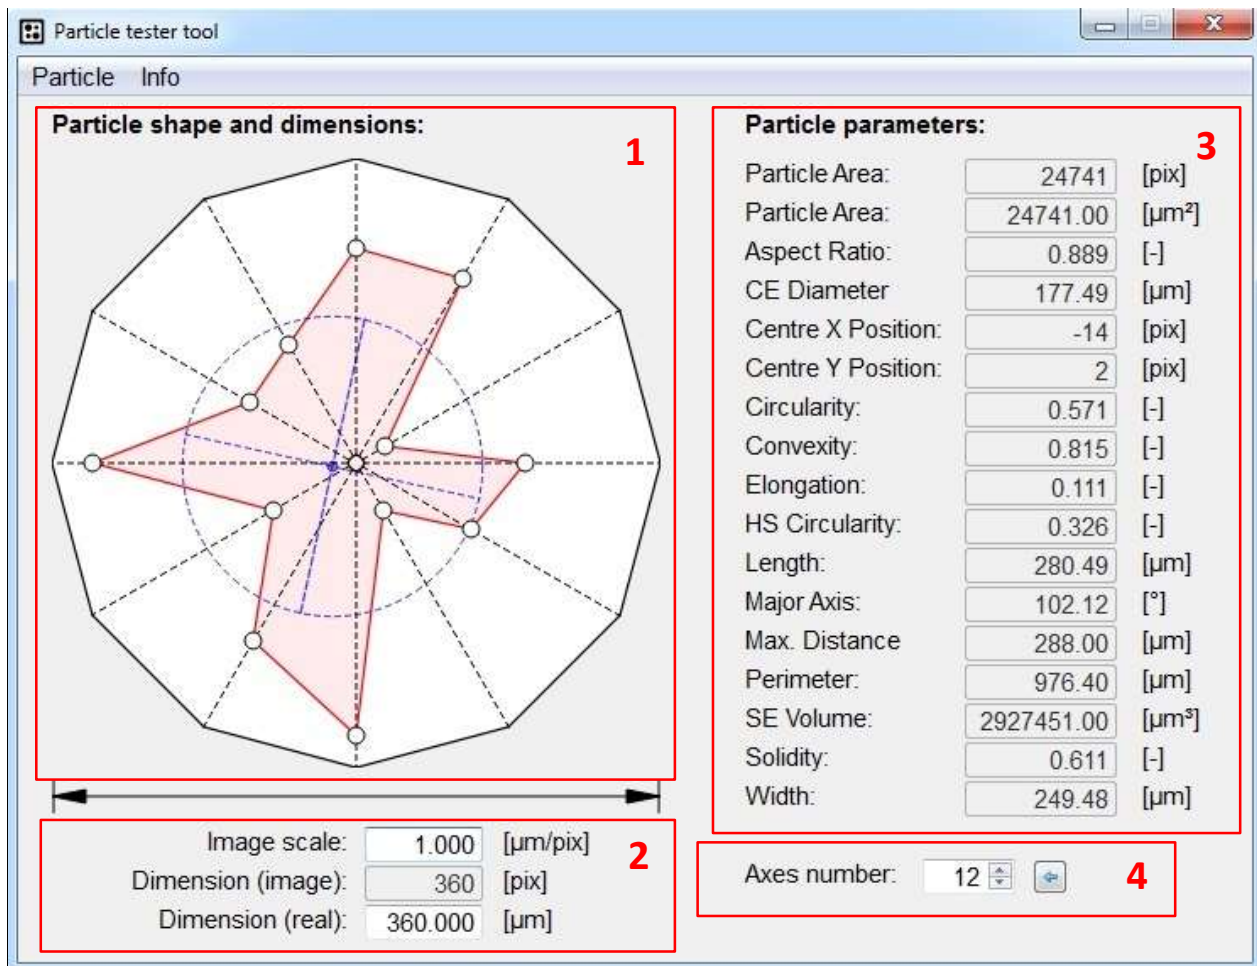 Particle tester tool
Particle Info
Particle shape and dimensions:
1
Image scale: 1.000 [µm/pix]
Dimension (image): 360 [pix]
Dimension (real): 360.000 [µm]
2
Particle parameters:
3
Particle Area: 24741 [pix]
Particle Area: 24741.00 [µm²]
Aspect Ratio: 0.889 [-]
CE Diameter 177.49 [µm]
Centre X Position: -14 [pix]
Centre Y Position: 2 [pix]
Circularity: 0.571 [-]
Convexity: 0.815 [-]
Elongation: 0.111 [-]
HS Circularity: 0.326 [-]
Length: 280.49 [µm]
Major Axis: 102.12 [°]
Max. Distance 288.00 [µm]
Perimeter: 976.40 [µm]
SE Volume: 2927451.00 [µm³]
Solidity: 0.611 [-]
Width: 249.48 [µm]
Axes number: 12
4